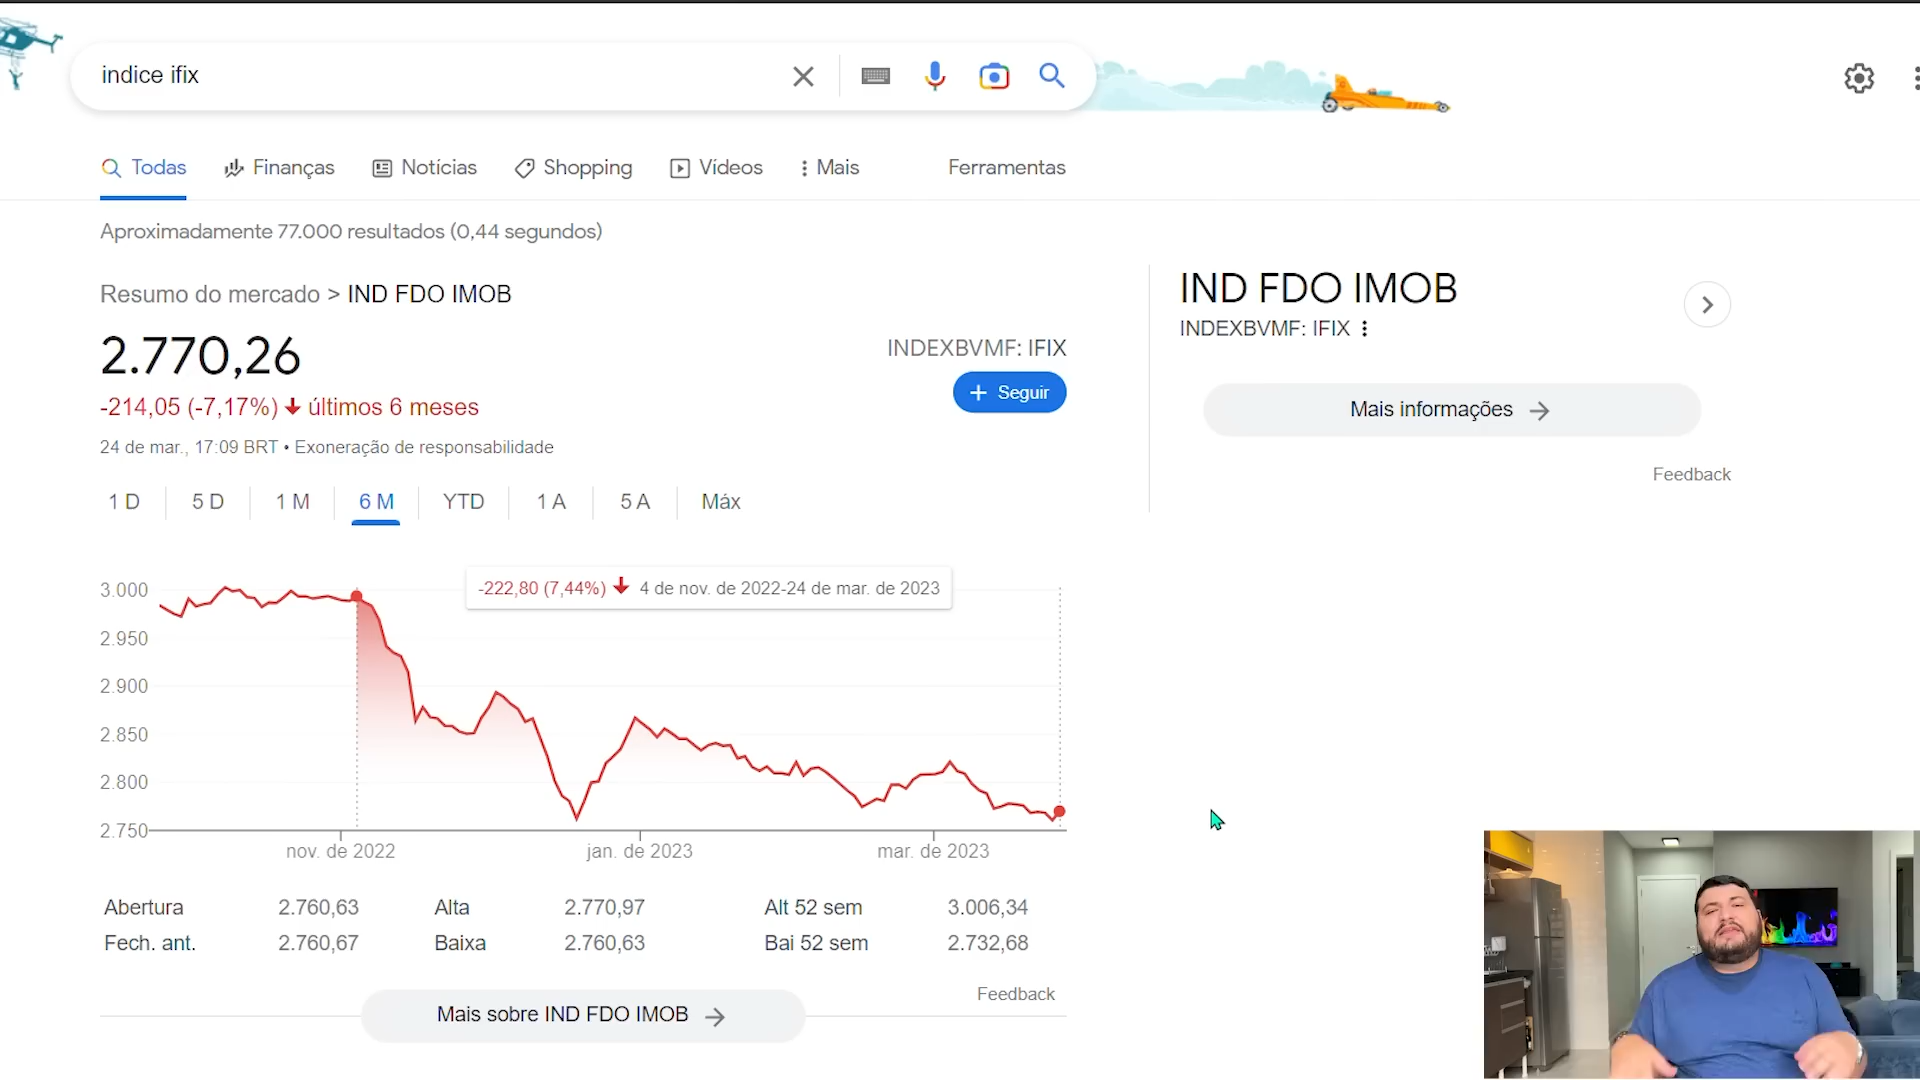 indice ifix
Todas
Finanças
Notícias
Shopping
Vídeos
Mais
Ferramentas
Aproximadamente 77.000 resultados (0,44 segundos)
Resumo do mercado > IND FDO IMOB
2.770,26
-214,05 (-7,17%) últimos 6 meses
24 de mar., 17:09 BRT • Exoneração de responsabilidade
INDEXBVMF: IFIX
+ Seguir
1 D 5 D 1 M 6 M YTD 1 A 5 A Máx
-222,80 (7,44%) 4 de nov. de 2022-24 de mar. de 2023
3.000
2.950
2.900
2.850
2.800
2.750
nov. de 2022 jan. de 2023 mar. de 2023
Abertura 2.760,63 Alta 2.770,97 Alt 52 sem 3.006,34
Fech. ant. 2.760,67 Baixa 2.760,63 Bai 52 sem 2.732,68
Feedback
Mais sobre IND FDO IMOB
IND FDO IMOB
INDEXBVMF: IFIX
Mais informações
Feedback